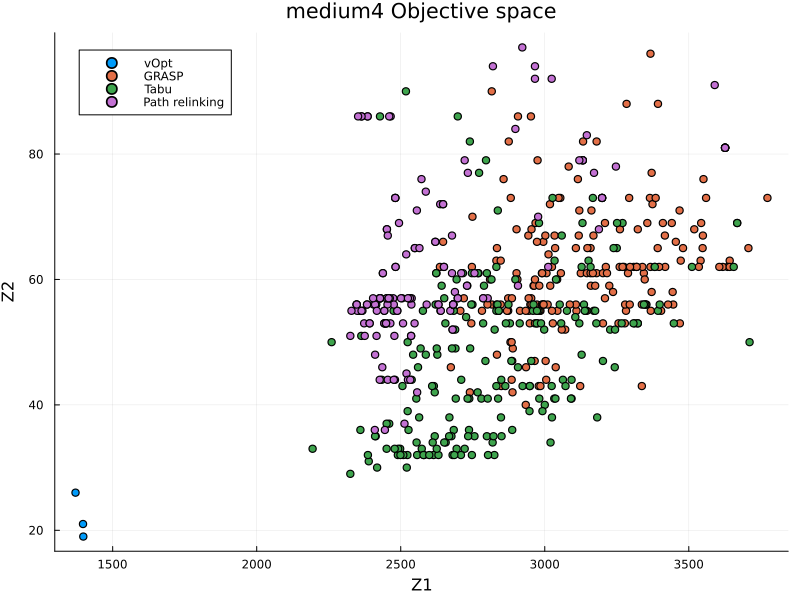 medium4 Objective space
vOpt
GRASP
Tabu
Path relinking
Z2
80
60
40
20
1500
2000
2500
3000
3500
Z1